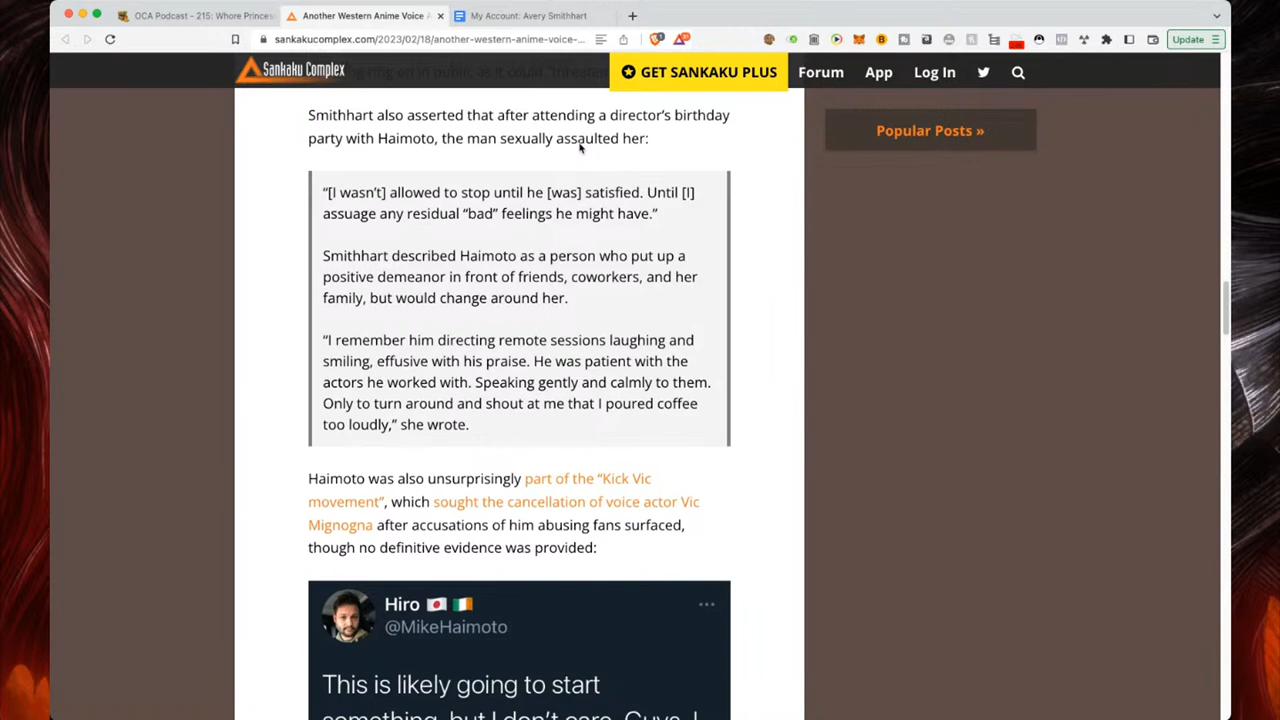 OCA Podcast - 215: Whore Princes
Another Western Anime Voice A
My Account: Avery Smithhart
sankakucomplex.com/2023/02/18/another-western-anime-voice-...
Update
Sankaku Complex
GET SANKAKU PLUS
Forum
App
Log In
Smithhart also asserted that after attending a director's birthday
party with Haimoto, the man sexually assaulted her:
Popular Posts »
"[I wasn't] allowed to stop until he [was] satisfied. Until [I]
assuage any residual "bad" feelings he might have."
Smithhart described Haimoto as a person who put up a
positive demeanor in front of friends, coworkers, and her
family, but would change around her.
"I remember him directing remote sessions laughing and
smiling, effusive with his praise. He was patient with the
actors he worked with. Speaking gently and calmly to them.
Only to turn around and shout at me that I poured coffee
too loudly," she wrote.
Haimoto was also unsurprisingly part of the "Kick Vic
movement", which sought the cancellation of voice actor Vic
Mignogna after accusations of him abusing fans surfaced,
though no definitive evidence was provided:
Hiro
@MikeHaimoto
This is likely going to start
something, but I don't care. Guys, I